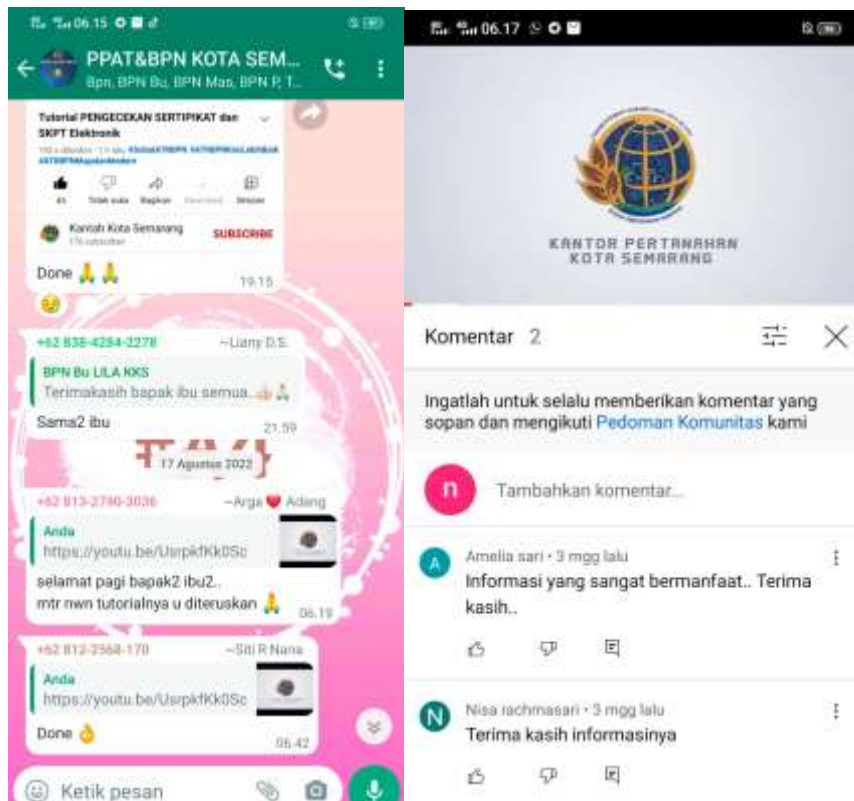 06.15
PPAT&BPN KOTA SEM...
Bpn, BPN Bu, BPN Mas, BPN P, T...
Tutorial PENGECEKAN SERTIPIKAT dan
SKPT Elektronik
Tidak suka Bagikan
Kantah Kota Semarang
SUBSCRIBE
Done 🙏 🙏
19.15
+62 838-4284-2278 ~Liany D.S.
BPN Bu LILA KKS
Terimakasih bapak ibu semua
Sama2 ibu
21.59
17 Agustus 2022
+62 813-2790-3036 ~Arga ❤ Adang
Anda
https://youtu.be/UsrpkfKk0Sc
selamat pagi bapak2 ibu2..
mtr nwn tutorialnya u diteruskan 🙏
06.19
+62 812-2568-170 ~Siti R Nana
Anda
https://youtu.be/UsrpkfKk0Sc
Done 👌
06.42
Ketik pesan
06.17
KANTOR PERTANAHAN
KOTA SEMARANG
Komentar 2
Ingatlah untuk selalu memberikan komentar yang
sopan dan mengikuti Pedoman Komunitas kami
n
Tambahkan komentar...
A
Amelia sari • 3 mgg lalu
Informasi yang sangat bermanfaat.. Terima
kasih..
N
Nisa rachmasari • 3 mgg lalu
Terima kasih informasinya